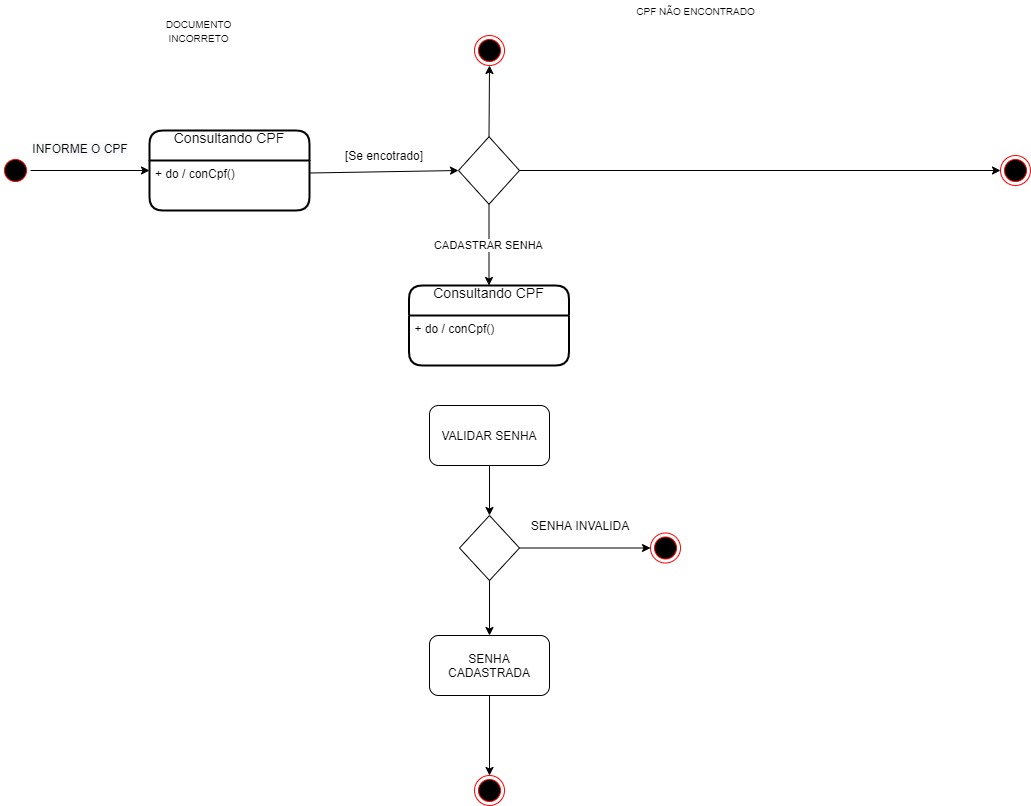 CPF NÃO ENCONTRADO
DOCUMENTO
INCORRETO
INFORME O CPF
Consultando CPF
+ do / conCpf()
[Se encotrado]
CADASTRAR SENHA
Consultando CPF
+ do / conCpf()
VALIDAR SENHA
SENHA INVALIDA
SENHA
CADASTRADA